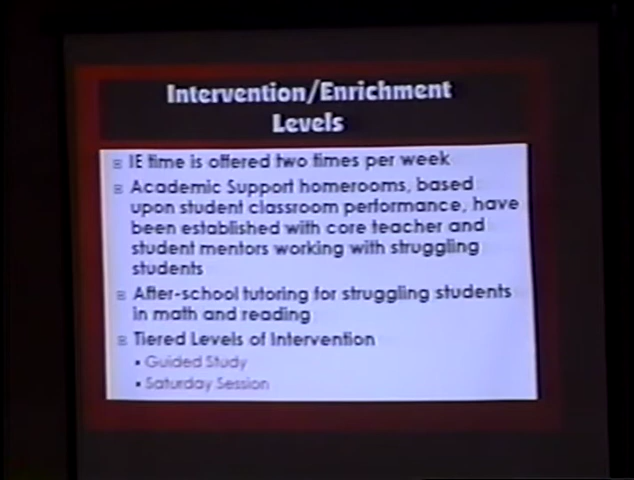 Intervention/Enrichment
Levels
IE time is offered two times per week
Academic Support homerooms, based
upon student classroom performance, have
been established with core teacher and
student mentors working with struggling
students
After-school tutoring for struggling students
in math and reading
Tiered Levels of Intervention
Guided Study
Saturday Session